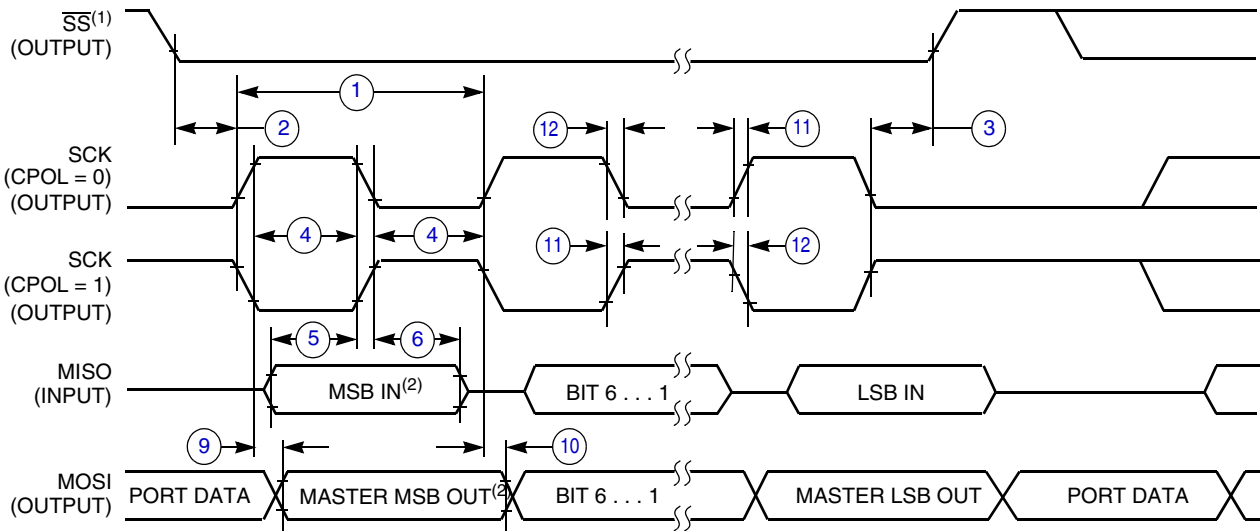 SS(1)
(OUTPUT)
1
2
12
11
3
SCK
(CPOL = 0)
(OUTPUT)
4
4
11
12
SCK
(CPOL = 1)
(OUTPUT)
5
6
MISO
(INPUT)
MSB IN(2)
BIT 6 . . . 1
LSB IN
9
10
MOSI
(OUTPUT)
PORT DATA
MASTER MSB OUT(2)
BIT 6 . . . 1
MASTER LSB OUT
PORT DATA